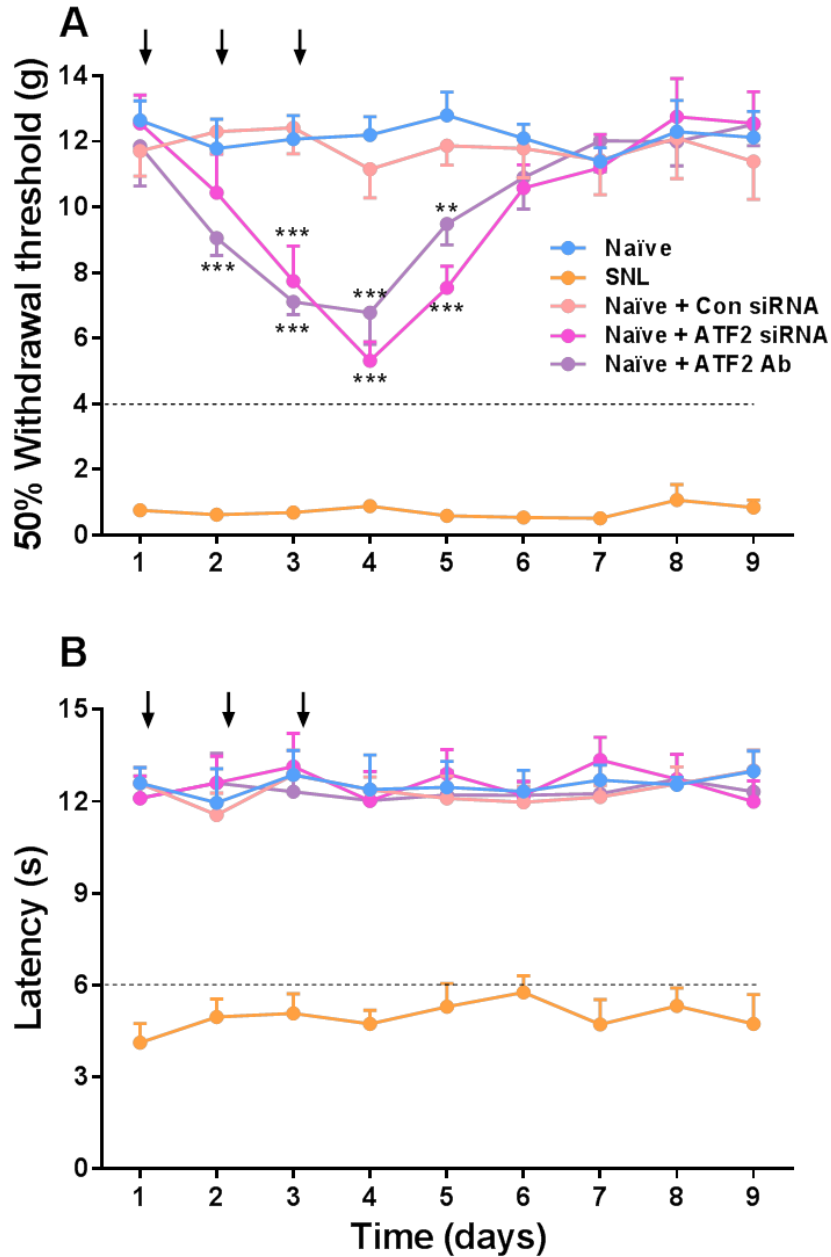 A
50% Withdrawal threshold (g)
14
12
10
8
6
4
2
0
***
***
***
***
***
***
**
***
Naïve
SNL
Naïve + Con siRNA
Naïve + ATF2 siRNA
Naïve + ATF2 Ab
1 2 3 4 5 6 7 8 9
B
Latency (s)
15
12
9
6
3
0
1 2 3 4 5 6 7 8 9
Time (days)